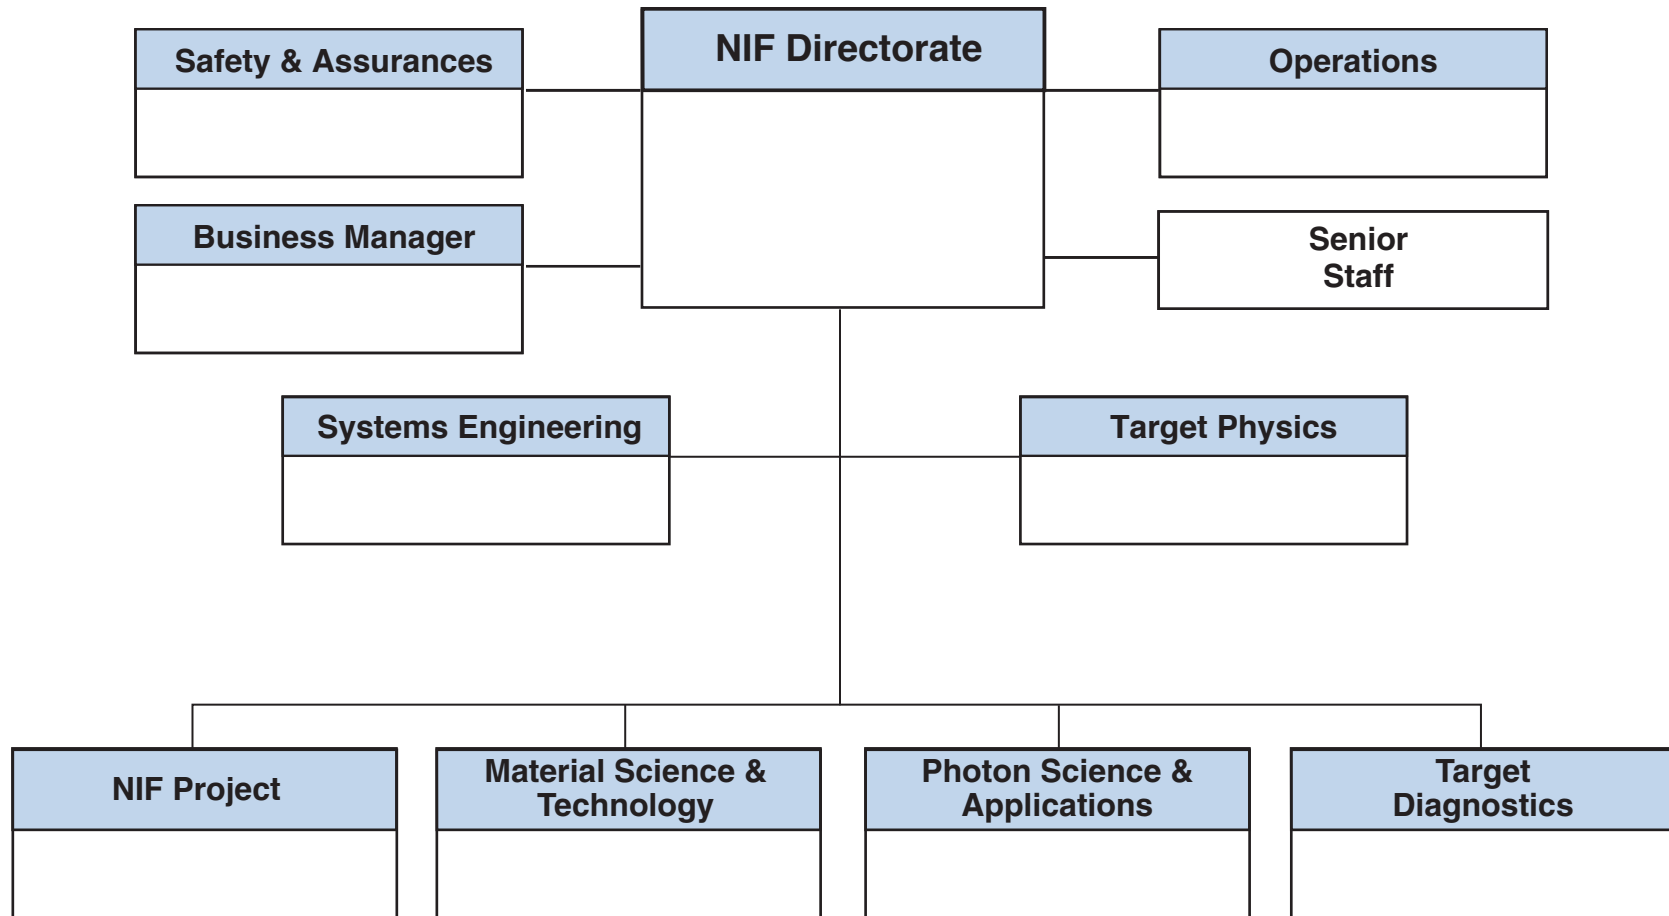 Safety & Assurances
NIF Directorate
Operations
Business Manager
Senior
Staff
Systems Engineering
Target Physics
NIF Project
Material Science &
Technology
Photon Science &
Applications
Target
Diagnostics